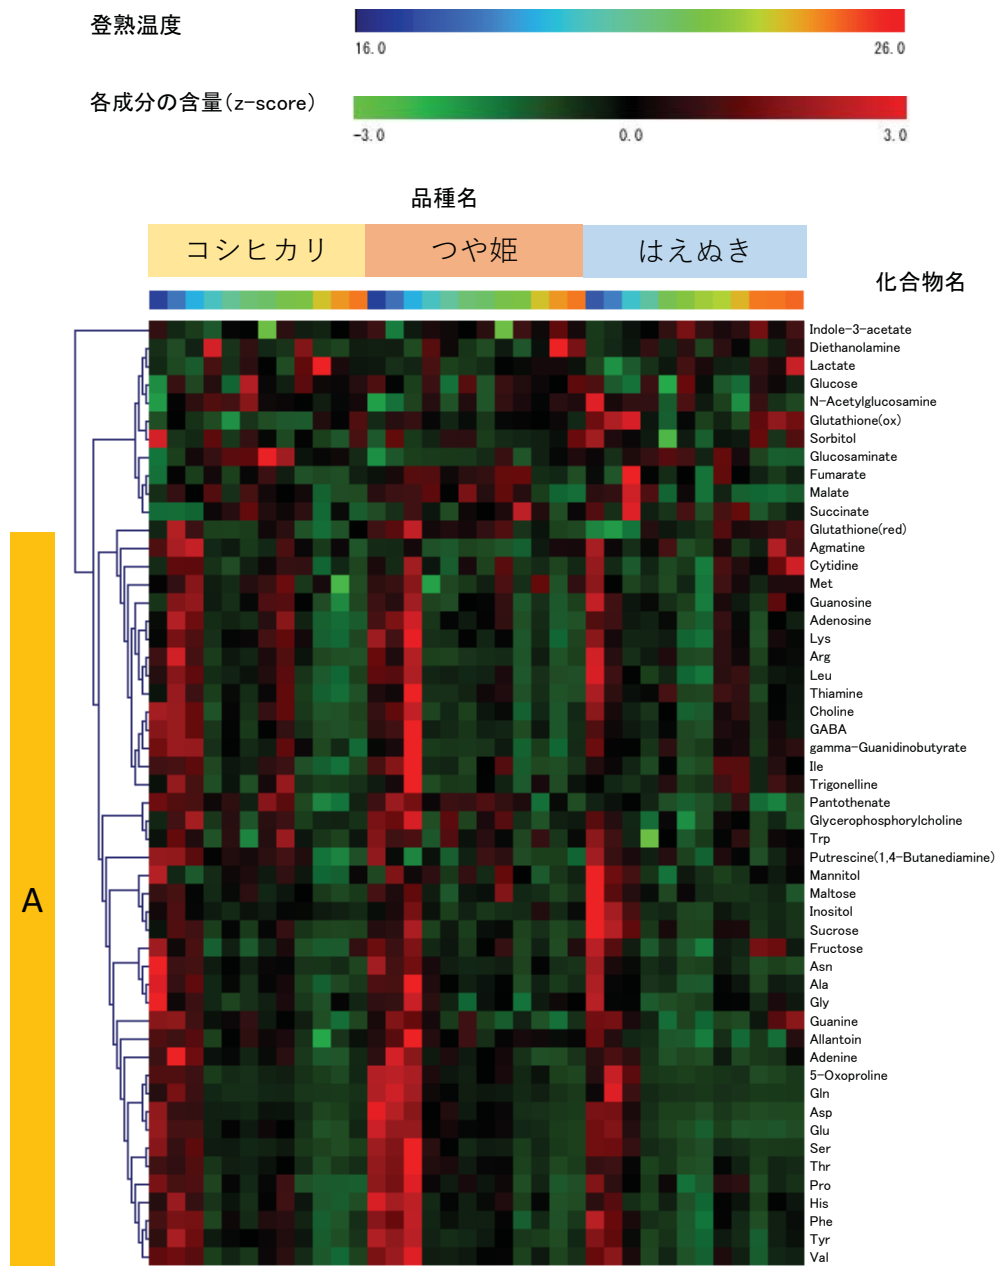 登熟温度
16.0 26.0
各成分の含量(z-score)
-3.0 0.0 3.0
品種名
コシヒカリ つや姫 はえぬき
化合物名
Indole-3-acetate
Diethanolamine
Lactate
Glucose
N-Acetylglucosamine
Glutathione(ox)
Sorbitol
Glucosaminate
Fumarate
Malate
Succinate
Glutathione(red)
Agmatine
Cytidine
Met
Guanosine
Adenosine
Lys
Arg
Leu
Thiamine
Choline
GABA
gamma-Guanidinobutyrate
Ile
Trigonelline
Pantothenate
Glycerophosphorylcholine
Trp
Putrescine(1,4-Butanediamine)
Mannitol
Maltose
Inositol
Sucrose
Fructose
Asn
Ala
Gly
Guanine
Allantoin
Adenine
5-Oxoproline
Gln
Asp
Glu
Ser
Thr
Pro
His
Phe
Tyr
Val
A